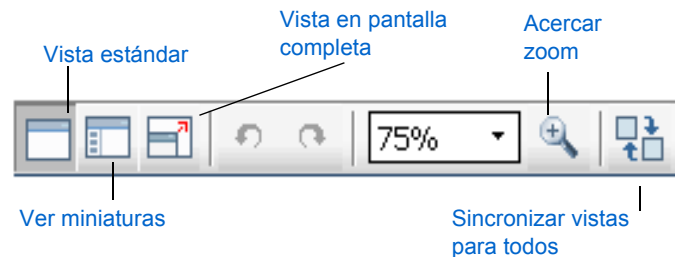 Vista estándar
Vista en pantalla
completa
Acercar
zoom
75%
Ver miniaturas
Sincronizar vistas
para todos